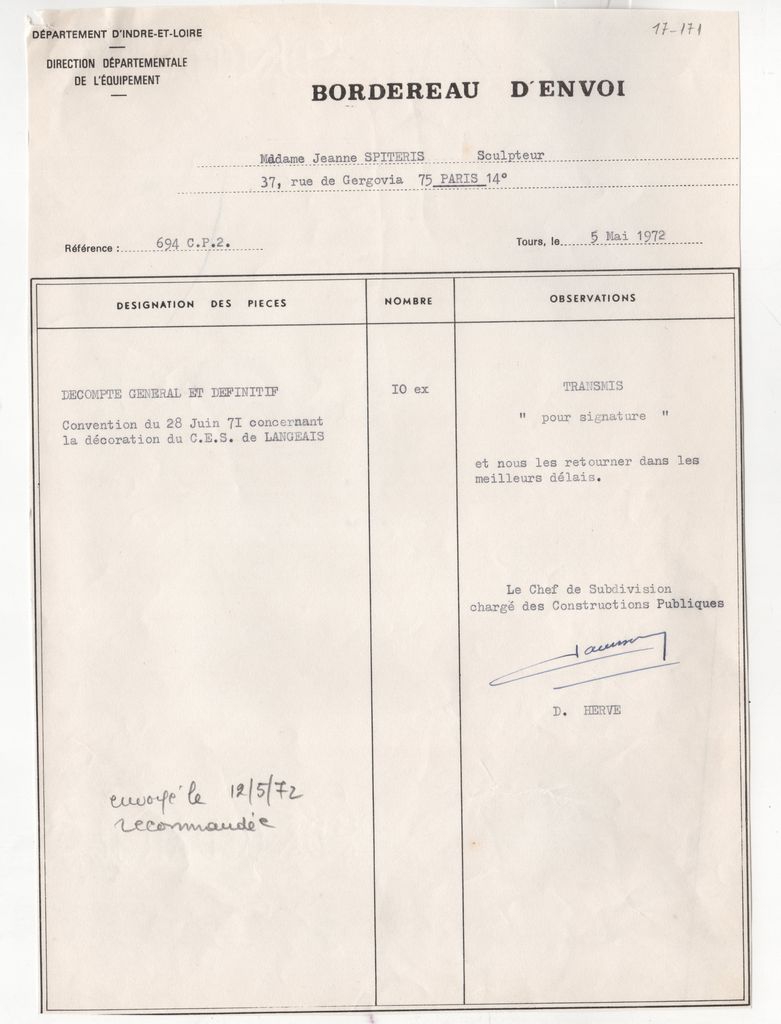 17-171
DÉPARTEMENT D'INDRE-ET-LOIRE
DIRECTION DÉPARTEMENTALE
DE L'ÉQUIPEMENT
BORDEREAU D'ENVOI
Madame Jeanne SPITERIS Sculpteur
37, rue de Gergovia 75 PARIS 14°
Référence : 694 C.P.2.
Tours, le 5 Mai 1972
DESIGNATION DES PIECES
NOMBRE
OBSERVATIONS
DECOMPTE GENERAL ET DEFINITIF
IO ex
TRANSMIS
Convention du 28 Juin 7I concernant
la décoration du C.E.S. de LANGEAIS
" pour signature "
et nous les retourner dans les
meilleurs délais.
Le Chef de Subdivision
chargé des Constructions Publiques
D. HERVE
envoyé le 12/5/72
recommandée